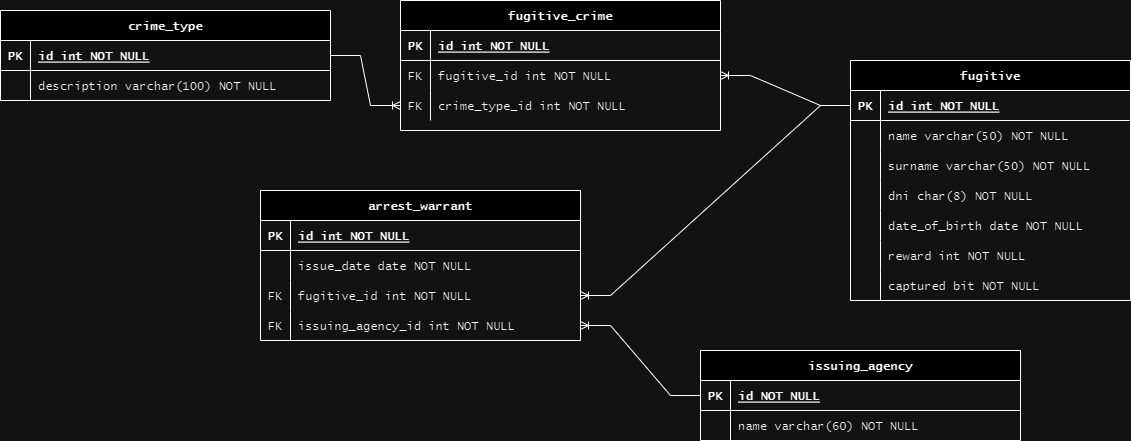 crime_type
PK id int NOT NULL
description varchar(100) NOT NULL
fugitive_crime
PK id int NOT NULL
FK fugitive_id int NOT NULL
FK crime_type_id int NOT NULL
fugitive
PK id int NOT NULL
name varchar(50) NOT NULL
surname varchar(50) NOT NULL
dni char(8) NOT NULL
date_of_birth date NOT NULL
reward int NOT NULL
captured bit NOT NULL
arrest_warrant
PK id int NOT NULL
issue_date date NOT NULL
FK fugitive_id int NOT NULL
FK issuing_agency_id int NOT NULL
issuing_agency
PK id NOT NULL
name varchar(60) NOT NULL